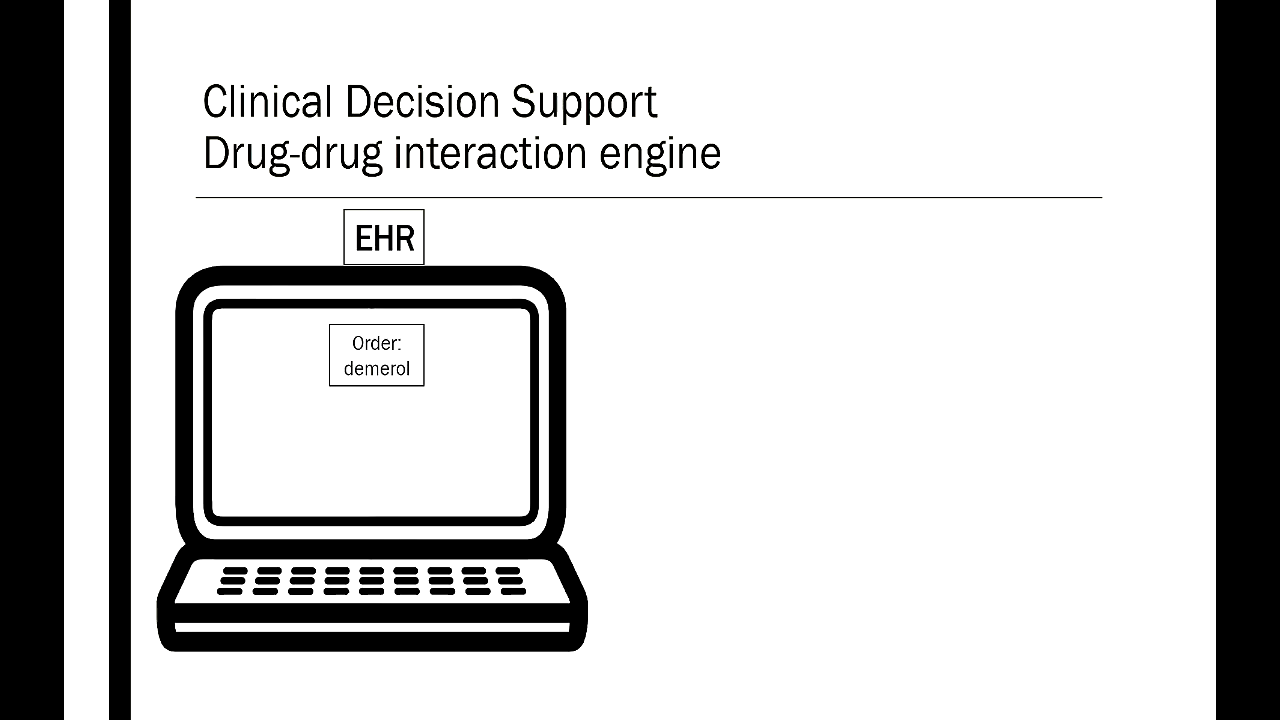 Clinical Decision Support
Drug-drug interaction engine
EHR
Order:
demerol